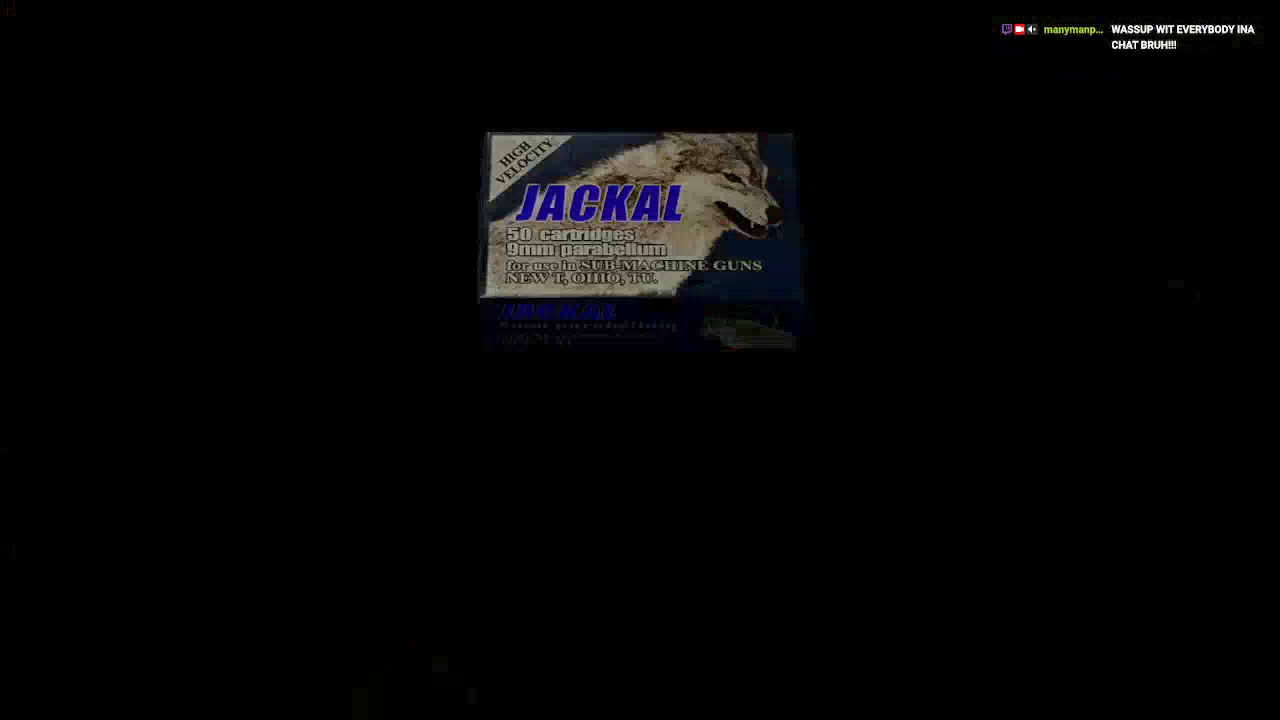 manymanp... WASSUP WIT EVERYBODY INA
CHAT BRUH!!!
HIGH
VELOCITY
JACKAL
50 cartridges
9mm parabellum
for use in SUB-MACHINE GUNS
NEW T, OHIO, TU.